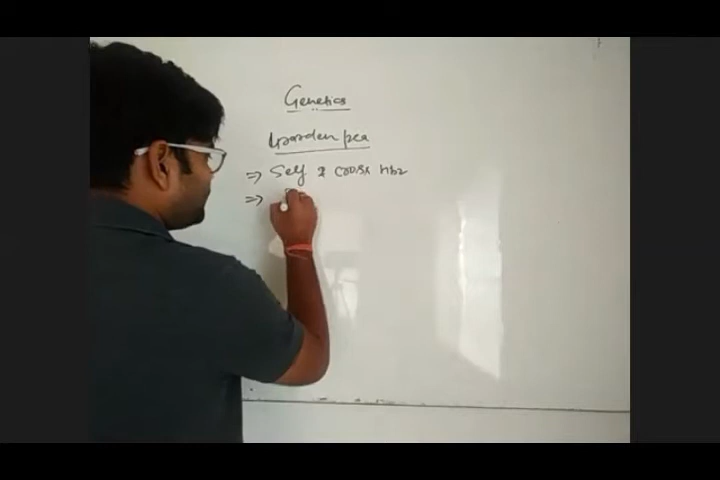 Genetics
Garden pea
⇒ Self & cross
⇒